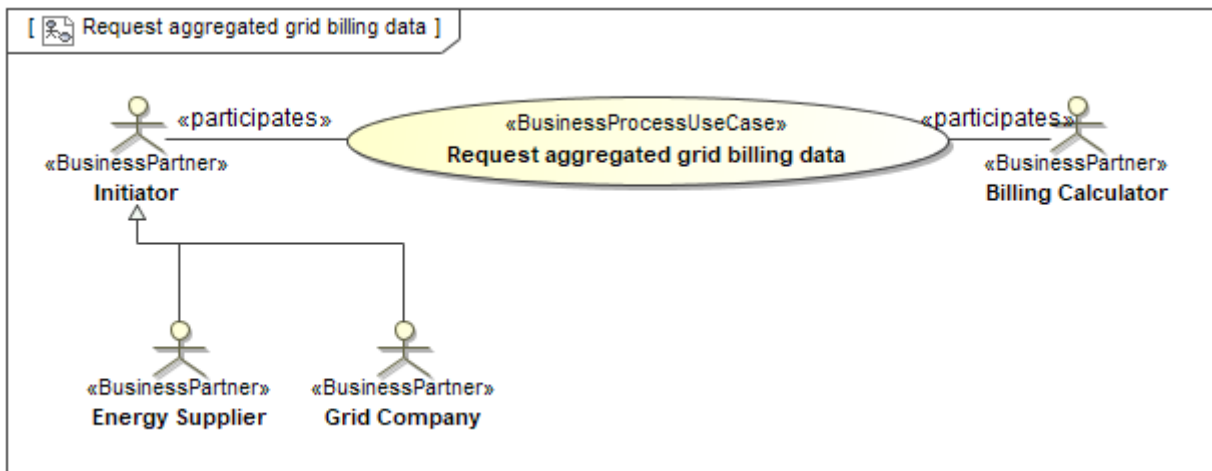 [ Request aggregated grid billing data ]
«participates»
«BusinessProcessUseCase»
«participates»
Request aggregated grid billing data
«BusinessPartner»
Initiator
«BusinessPartner»
Billing Calculator
«BusinessPartner»
Energy Supplier
«BusinessPartner»
Grid Company